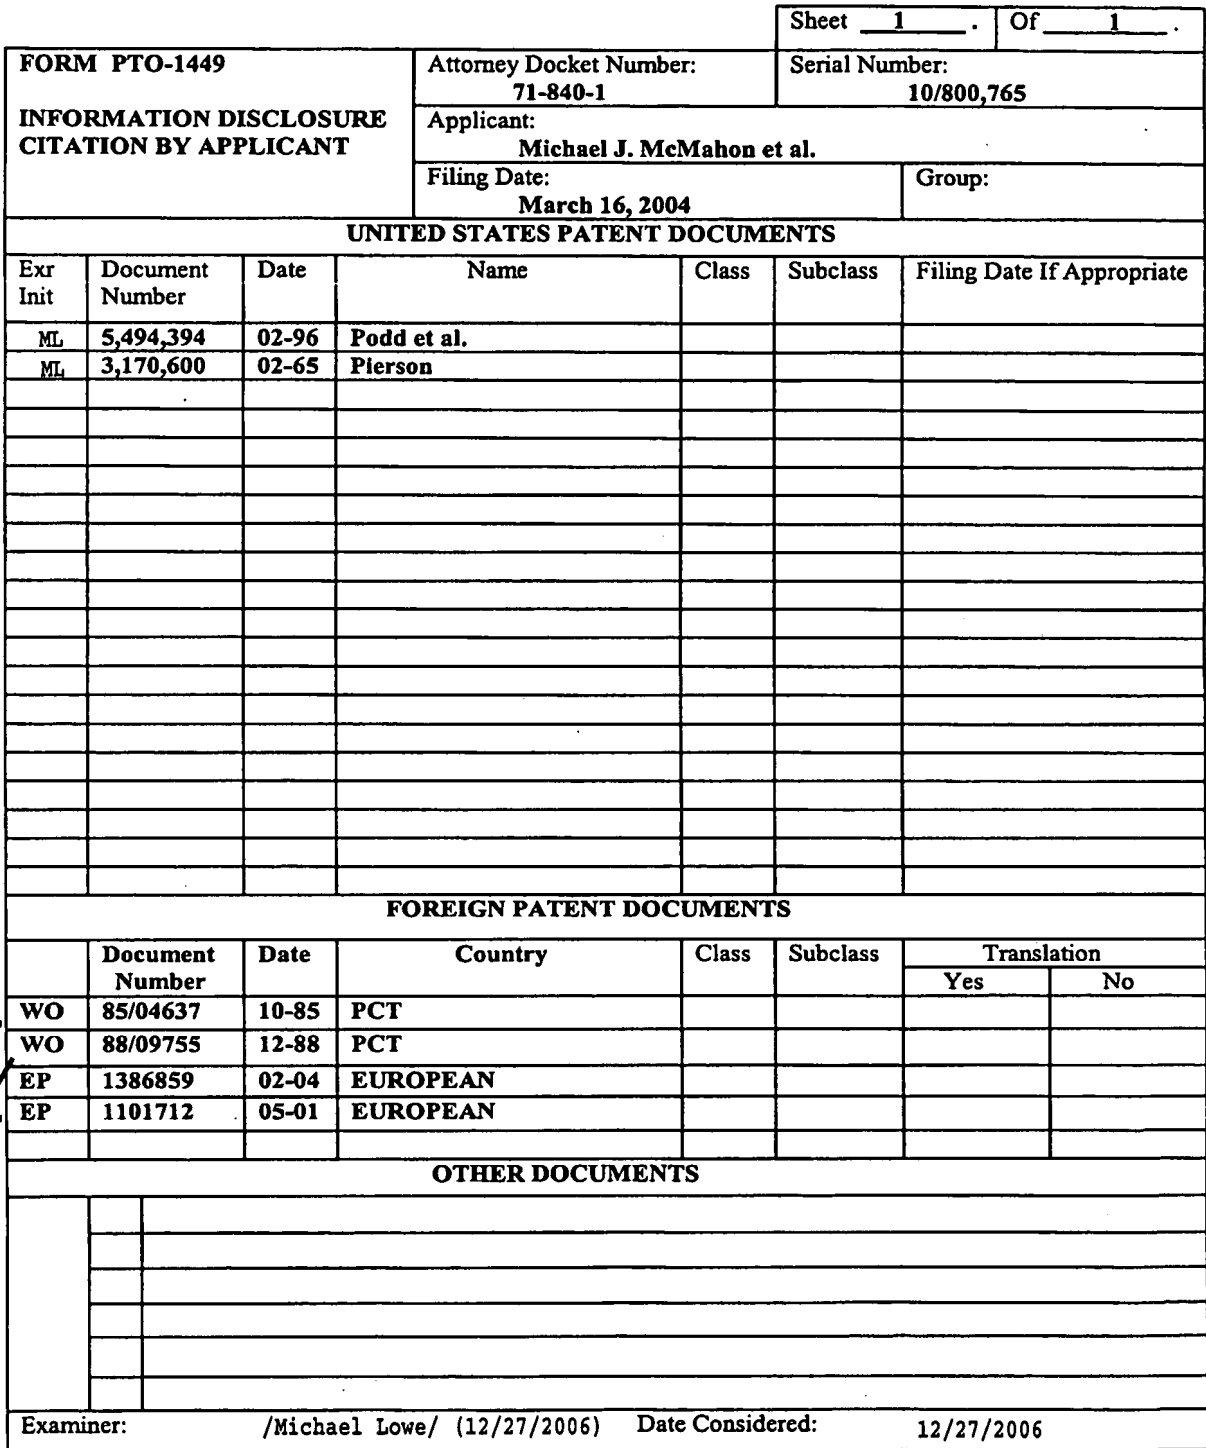 Sheet 1 . Of 1 .
FORM PTO-1449
INFORMATION DISCLOSURE
CITATION BY APPLICANT
Attorney Docket Number:
71-840-1
Serial Number:
10/800,765
Applicant:
Michael J. McMahon et al.
Filing Date:
March 16, 2004
Group:
UNITED STATES PATENT DOCUMENTS
Exr Init Document Number Date Name Class Subclass Filing Date If Appropriate
ML 5,494,394 02-96 Podd et al.
ML 3,170,600 02-65 Pierson
FOREIGN PATENT DOCUMENTS
Document Number Date Country Class Subclass Translation
Yes No
WO 85/04637 10-85 PCT
WO 88/09755 12-88 PCT
EP 1386859 02-04 EUROPEAN
EP 1101712 05-01 EUROPEAN
OTHER DOCUMENTS
Examiner: /Michael Lowe/ (12/27/2006) Date Considered: 12/27/2006